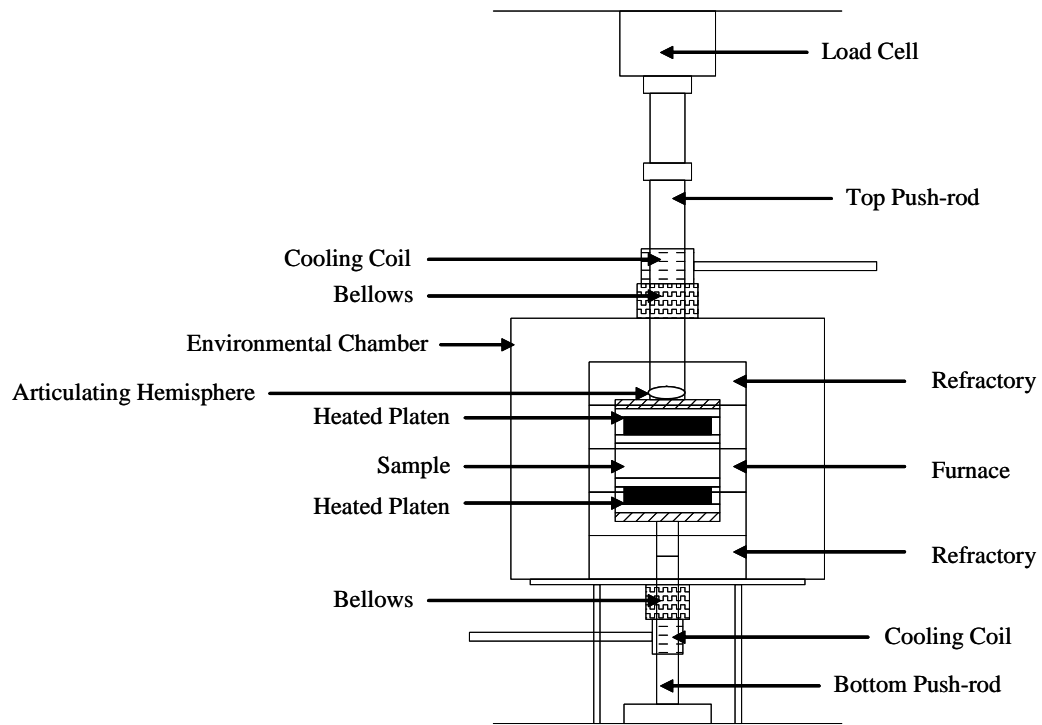 Load Cell
Top Push-rod
Cooling Coil
Bellows
Environmental Chamber
Articulating Hemisphere
Refractory
Heated Platen
Sample
Furnace
Heated Platen
Refractory
Bellows
Cooling Coil
Bottom Push-rod